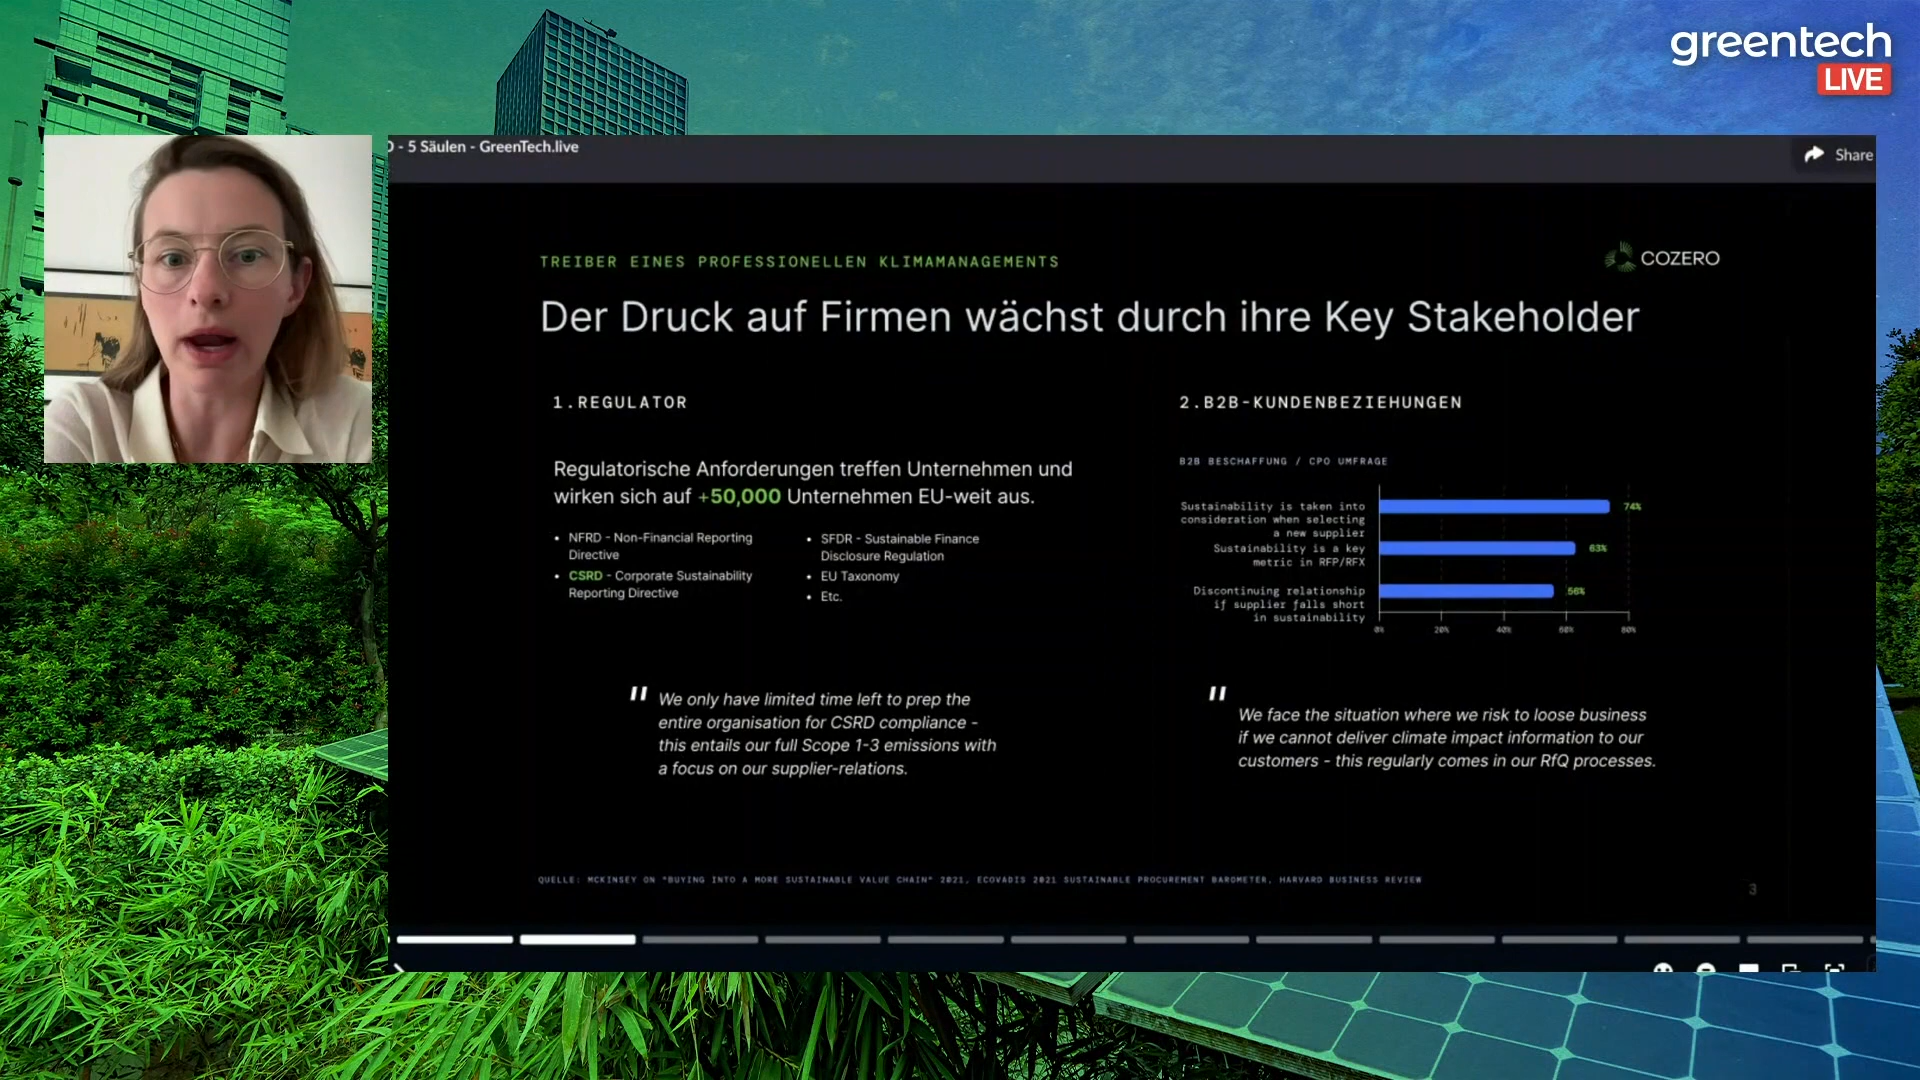 greentech
LIVE
- 5 Säulen - GreenTech.live
Share
TREIBER EINES PROFESSIONELLEN KLIMAMANAGEMENTS
COZERO
Der Druck auf Firmen wächst durch ihre Key Stakeholder
1.REGULATOR
Regulatorische Anforderungen treffen Unternehmen und
wirken sich auf +50,000 Unternehmen EU-weit aus.
• NFRD - Non-Financial Reporting
Directive
• CSRD - Corporate Sustainability
Reporting Directive
• SFDR - Sustainable Finance
Disclosure Regulation
• EU Taxonomy
• Etc.
" We only have limited time left to prep the
entire organisation for CSRD compliance -
this entails our full Scope 1-3 emissions with
a focus on our supplier-relations.
2.B2B-KUNDENBEZIEHUNGEN
B2B BESCHAFFUNG / CPO UMFRAGE
Sustainability is taken into
consideration when selecting
a new supplier
74%
Sustainability is a key
metric in RFP/RFX
63%
Discontinuing relationship
if supplier falls short
in sustainability
56%
0% 20% 40% 60% 80%
" We face the situation where we risk to loose business
if we cannot deliver climate impact information to our
customers - this regularly comes in our RfQ processes.
QUELLE: MCKINSEY ON "BUYING INTO A MORE SUSTAINABLE VALUE CHAIN" 2021, ECOVADIS 2021 SUSTAINABLE PROCUREMENT BAROMETER, HARVARD BUSINESS REVIEW
3